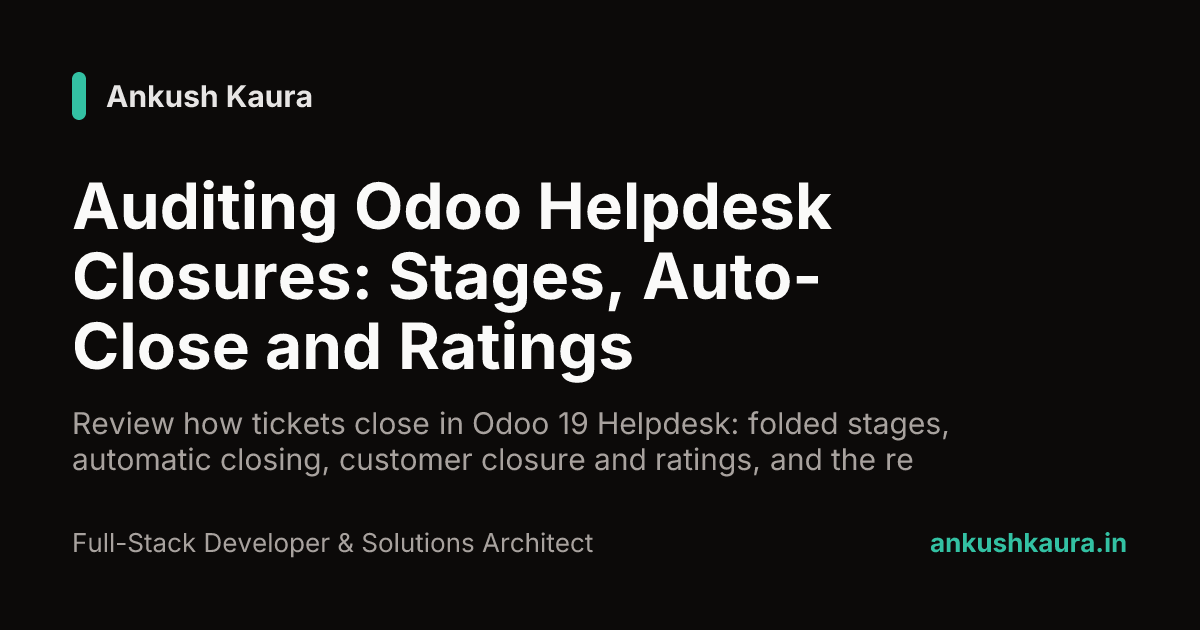 Ankush Kaura
Auditing Odoo Helpdesk
Closures: Stages, Auto-
Close and Ratings
Review how tickets close in Odoo 19 Helpdesk: folded stages,
automatic closing, customer closure and ratings, and the re
Full-Stack Developer & Solutions Architect
ankushkaura.in